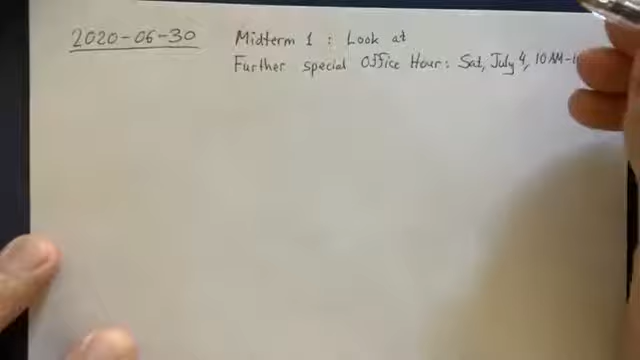 2020-06-30 Midterm 1 : Look at
Further special Office Hour: Sat, July 4, 10 AM-